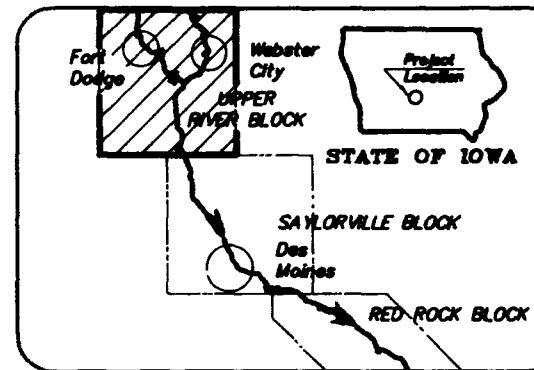 Fort
Dodge
Webster
City
UPPER
RIVER BLOCK
Project
Location
STATE OF IOWA
SAYLORVILLE BLOCK
Des
Moines
RED ROCK BLOCK